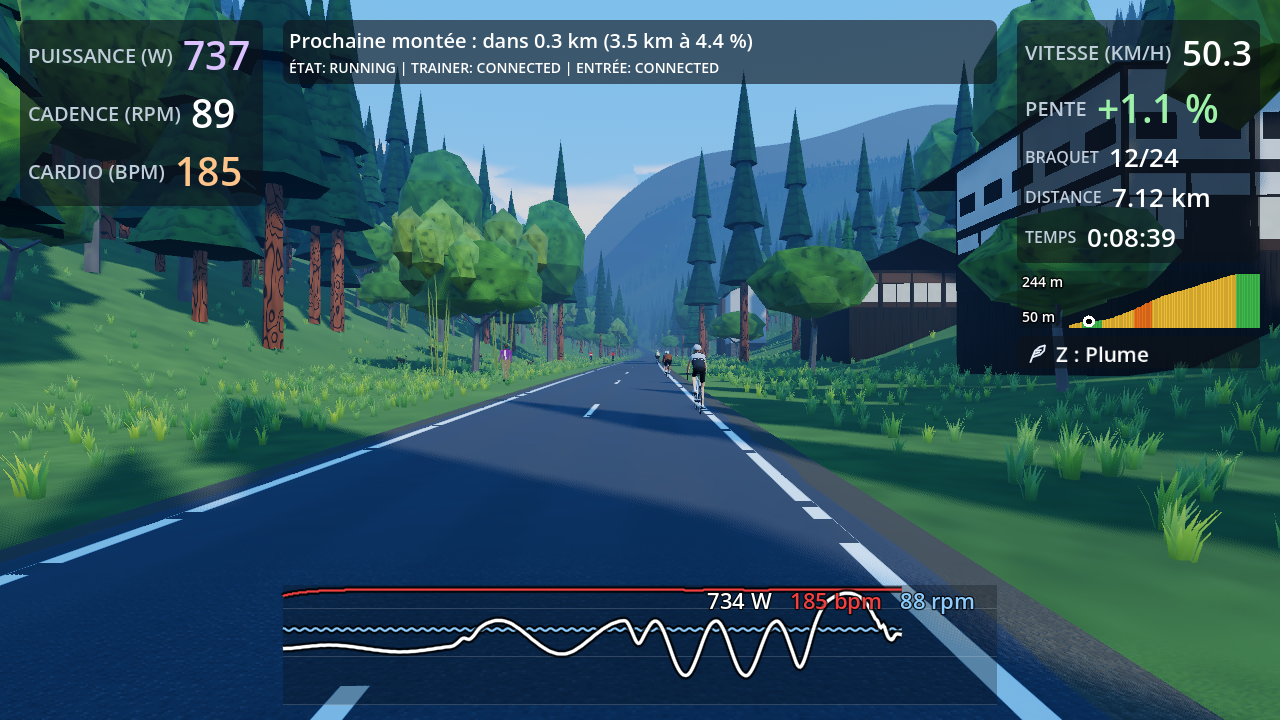 PUISSANCE (W) 737
CADENCE (RPM) 89
CARDIO (BPM) 185
Prochaine montée : dans 0.3 km (3.5 km à 4.4 %)
ÉTAT: RUNNING | TRAINER: CONNECTED | ENTRÉE: CONNECTED
VITESSE (KM/H) 50.3
PENTE +1.1 %
BRAQUET 12/24
DISTANCE 7.12 km
TEMPS 0:08:39
244 m
50 m
Z : Plume
734 W 185 bpm 88 rpm